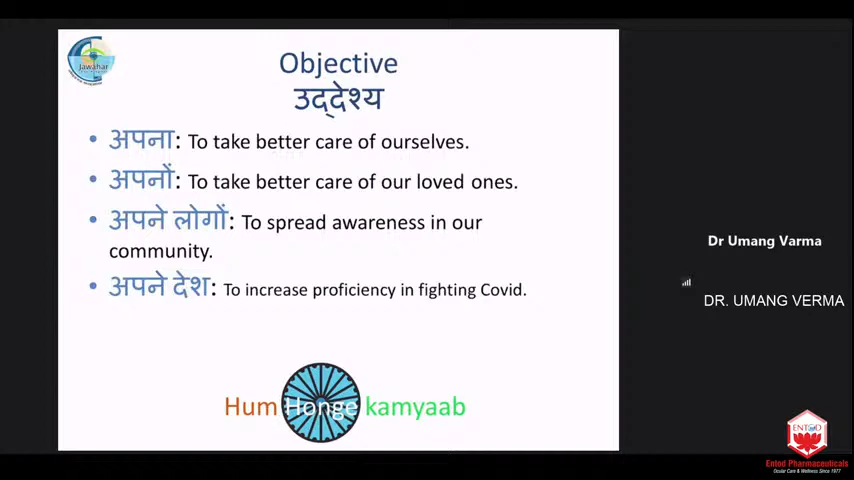 Jawahar
Objective
उद्देश्य
• अपना: To take better care of ourselves.
• अपनों: To take better care of our loved ones.
• अपने लोगों: To spread awareness in our
community.
• अपने देश: To increase proficiency in fighting Covid.
Hum Honge kamyaab
Dr Umang Varma
DR. UMANG VERMA
ENTOD
Entod Pharmaceuticals
Ocular Care & Wellness Since 1977